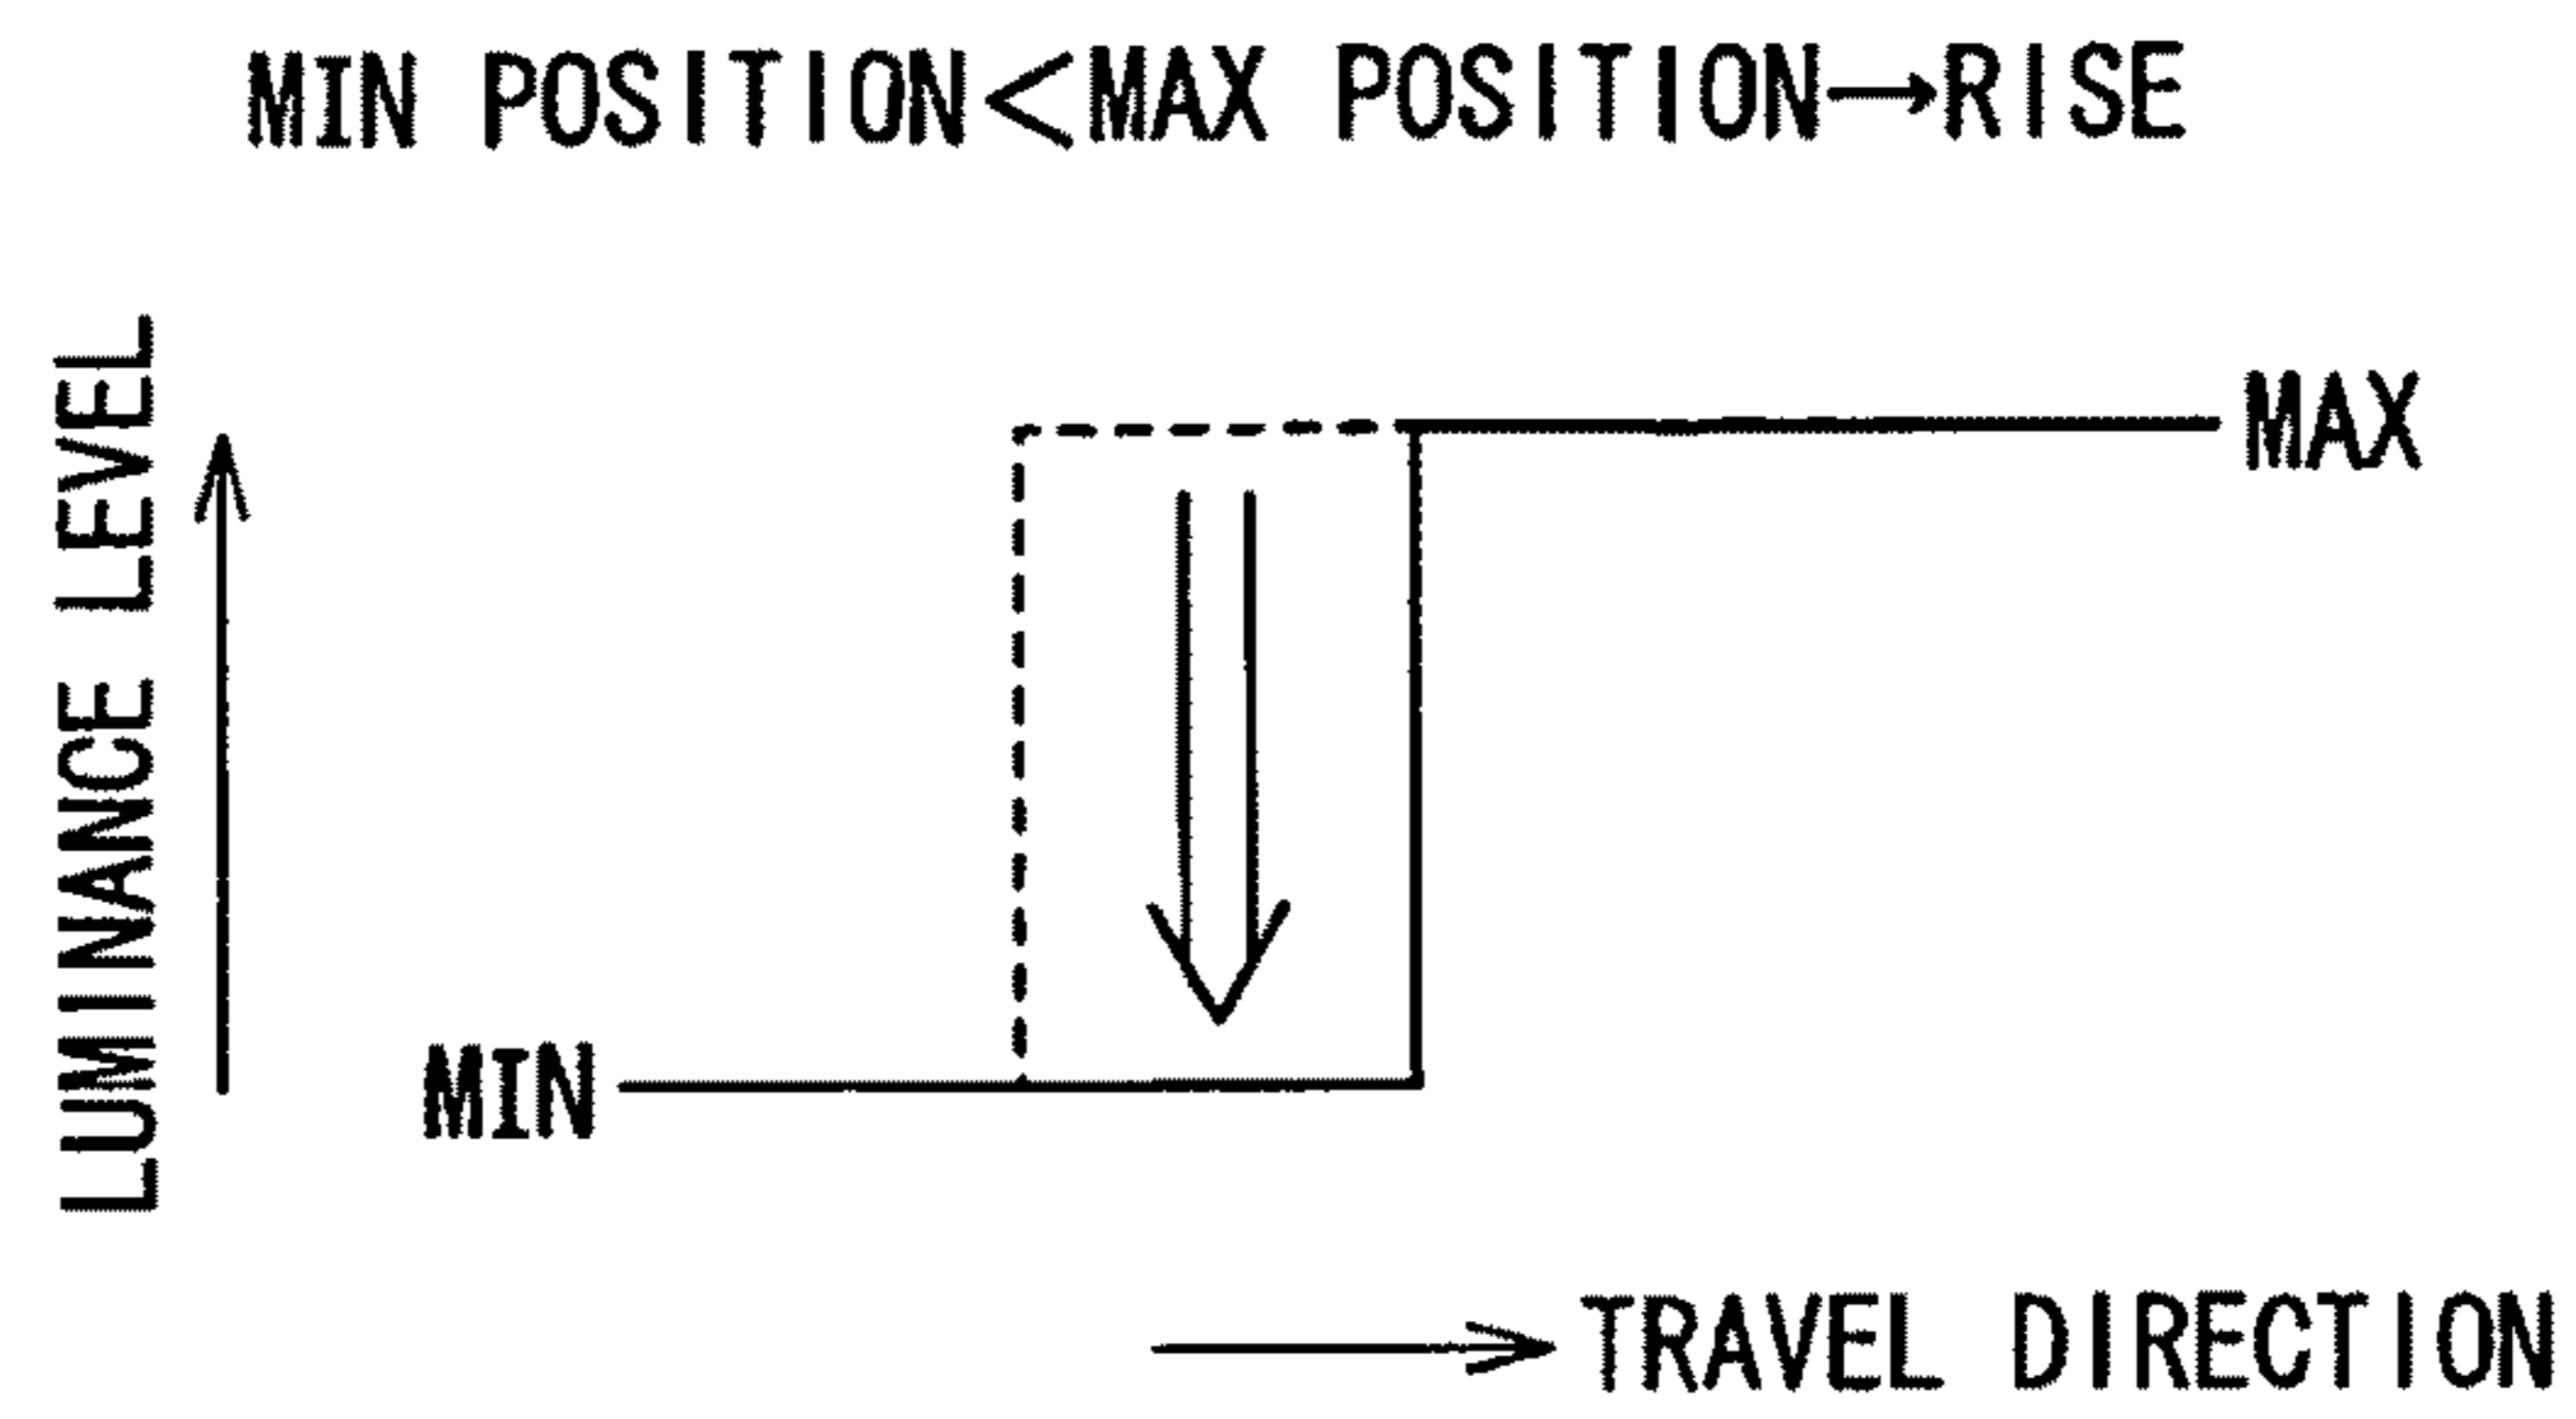 MIN POSITION<MAX POSITION→RISE
LUMINANCE LEVEL
MAX
MIN
TRAVEL DIRECTION